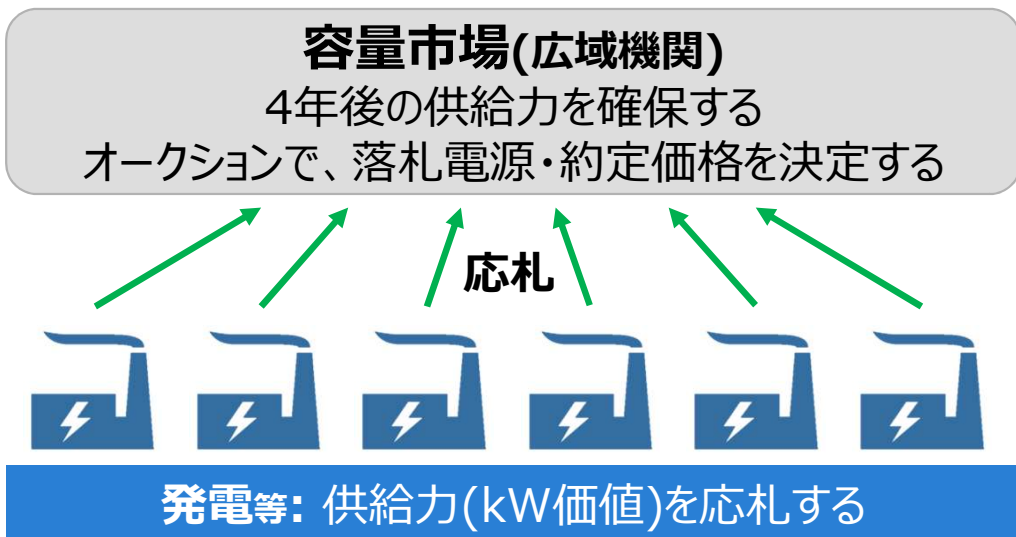 容量市場(広域機関)
4年後の供給力を確保する
オークションで、落札電源・約定価格を決定する
応札
発電等: 供給力(kW価値)を応札する